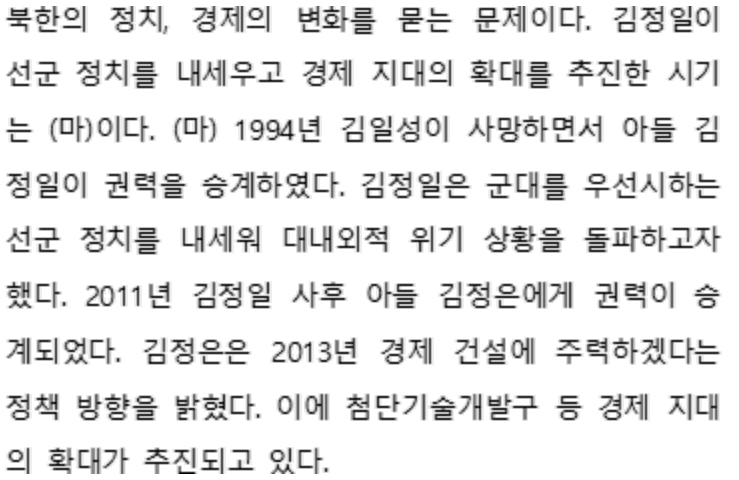 북한의 정치, 경제의 변화를 묻는 문제이다. 김정일이
선군 정치를 내세우고 경제 지대의 확대를 추진한 시기
는 (마)이다. (마) 1994년 김일성이 사망하면서 아들 김
정일이 권력을 승계하였다. 김정일은 군대를 우선시하는
선군 정치를 내세워 대내외적 위기 상황을 돌파하고자
했다. 2011년 김정일 사후 아들 김정은에게 권력이 승
계되었다. 김정은은 2013년 경제 건설에 주력하겠다는
정책 방향을 밝혔다. 이에 첨단기술개발구 등 경제 지대
의 확대가 추진되고 있다.